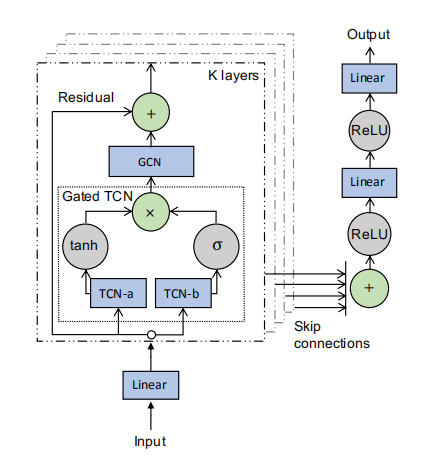 Output
K layers
Linear
Residual
+
ReLU
GCN
Linear
Gated TCN
×
tanh
σ
ReLU
TCN-a
TCN-b
+
Skip
connections
Linear
Input